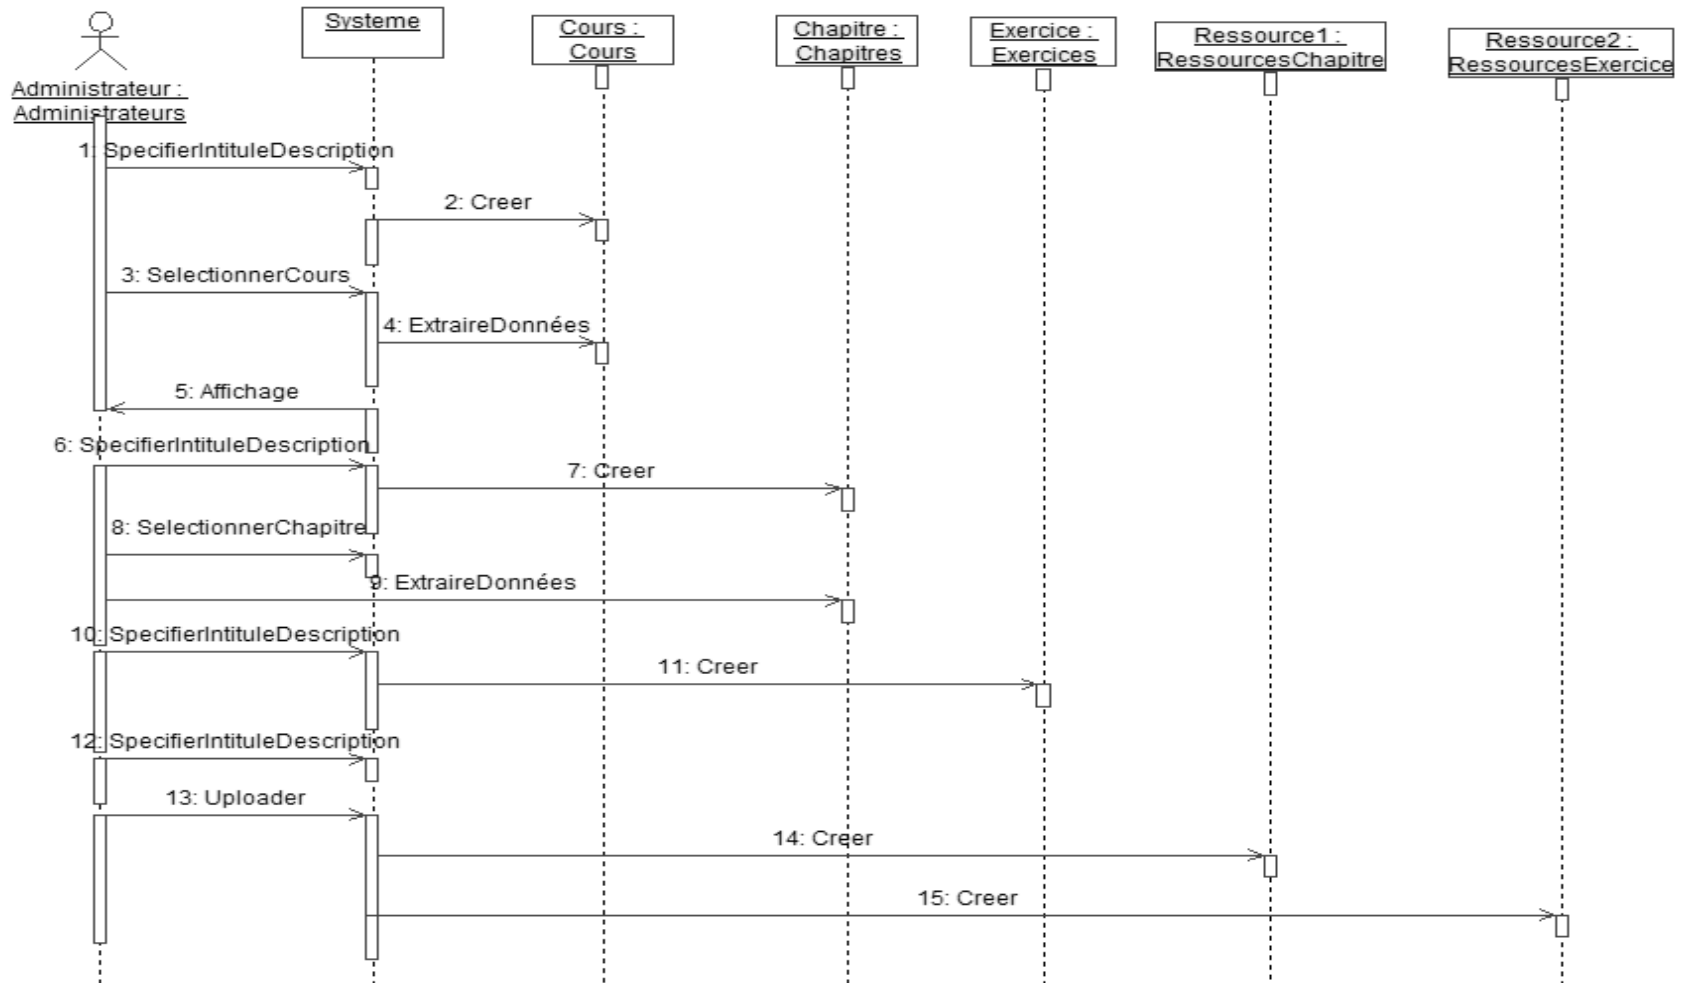 Systeme
Cours :
Cours
Chapitre :
Chapitres
Exercice :
Exercices
Ressource1 :
RessourcesChapitre
Ressource2 :
RessourcesExercice
Administrateur :
Administrateurs
1: SpecifierIntituleDescription
2: Creer
3: SelectionnerCours
4: ExtraireDonnées
5: Affichage
6: SpecifierIntituleDescription
7: Creer
8: SelectionnerChapitre
9: ExtraireDonnées
10: SpecifierIntituleDescription
11: Creer
12: SpecifierIntituleDescription
13: Uploader
14: Creer
15: Creer